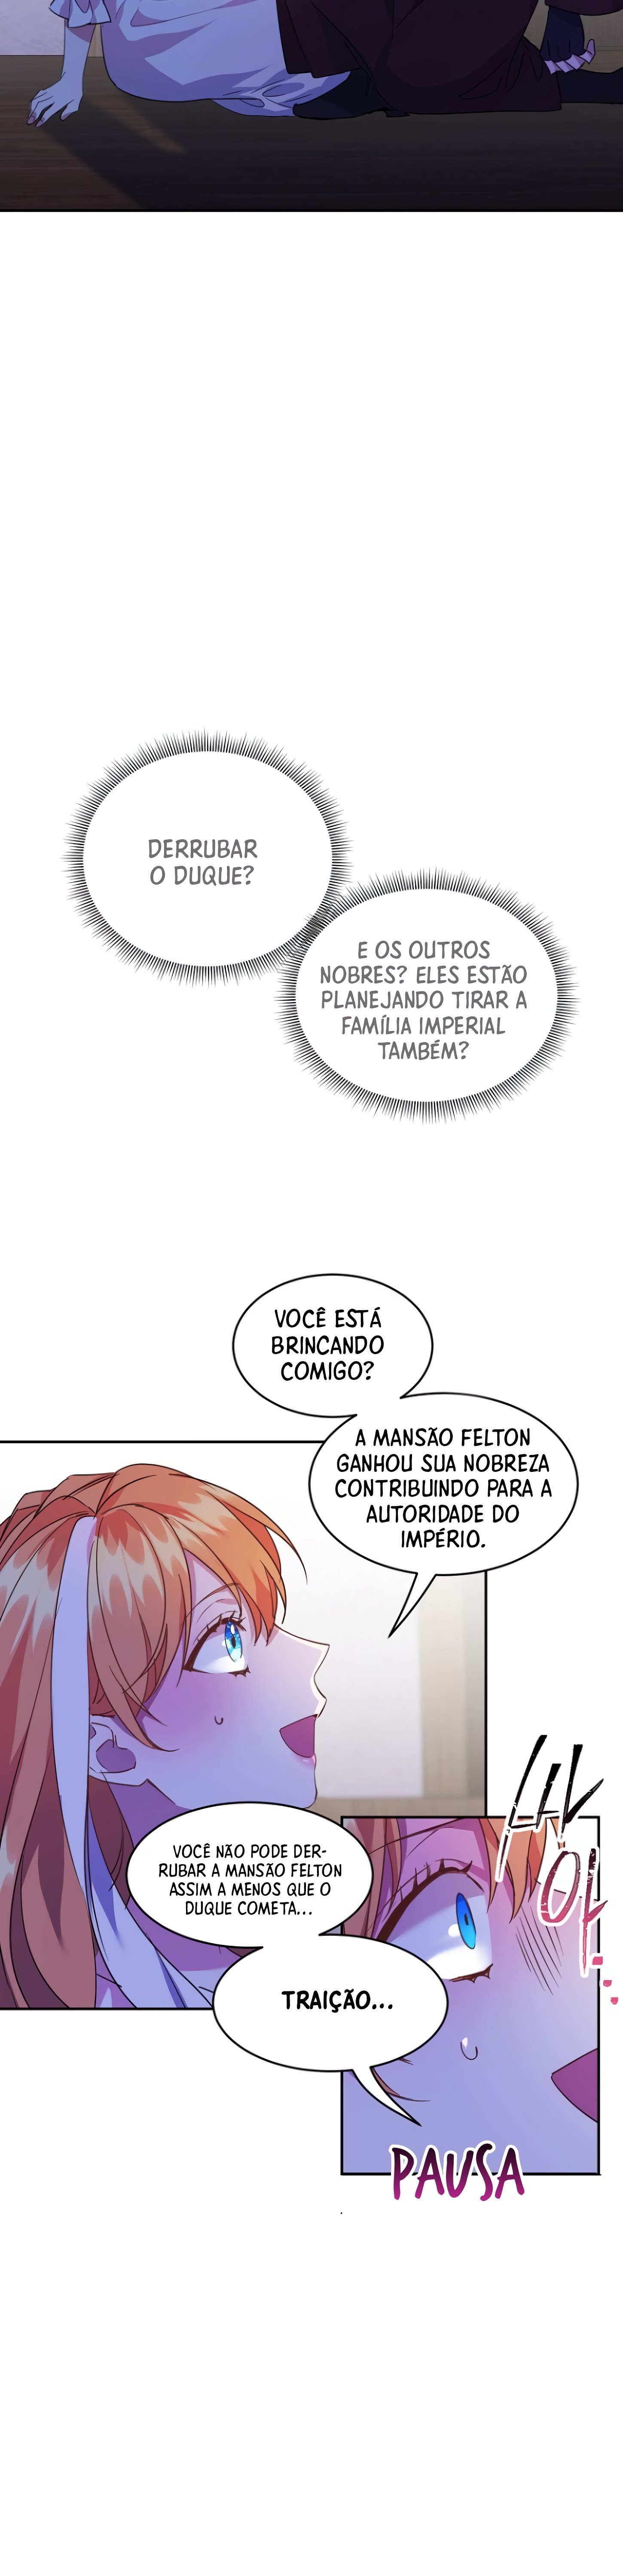 DERRUBAR
O DUQUE?
E OS OUTROS
NOBRES? ELES ESTÃO
PLANEJANDO TIRAR A
FAMÍLIA IMPERIAL
TAMBÉM?
VOCÊ ESTÁ
BRINCANDO
COMIGO?
A MANSÃO FELTON
GANHOU SUA NOBREZA
CONTRIBUINDO PARA A
AUTORIDADE DO
IMPÉRIO.
VOCÊ NÃO PODE DER-
RUBAR A MANSÃO FELTON
ASSIM A MENOS QUE O
DUQUE COMETA...
TRAIÇÃO...
PAUSA